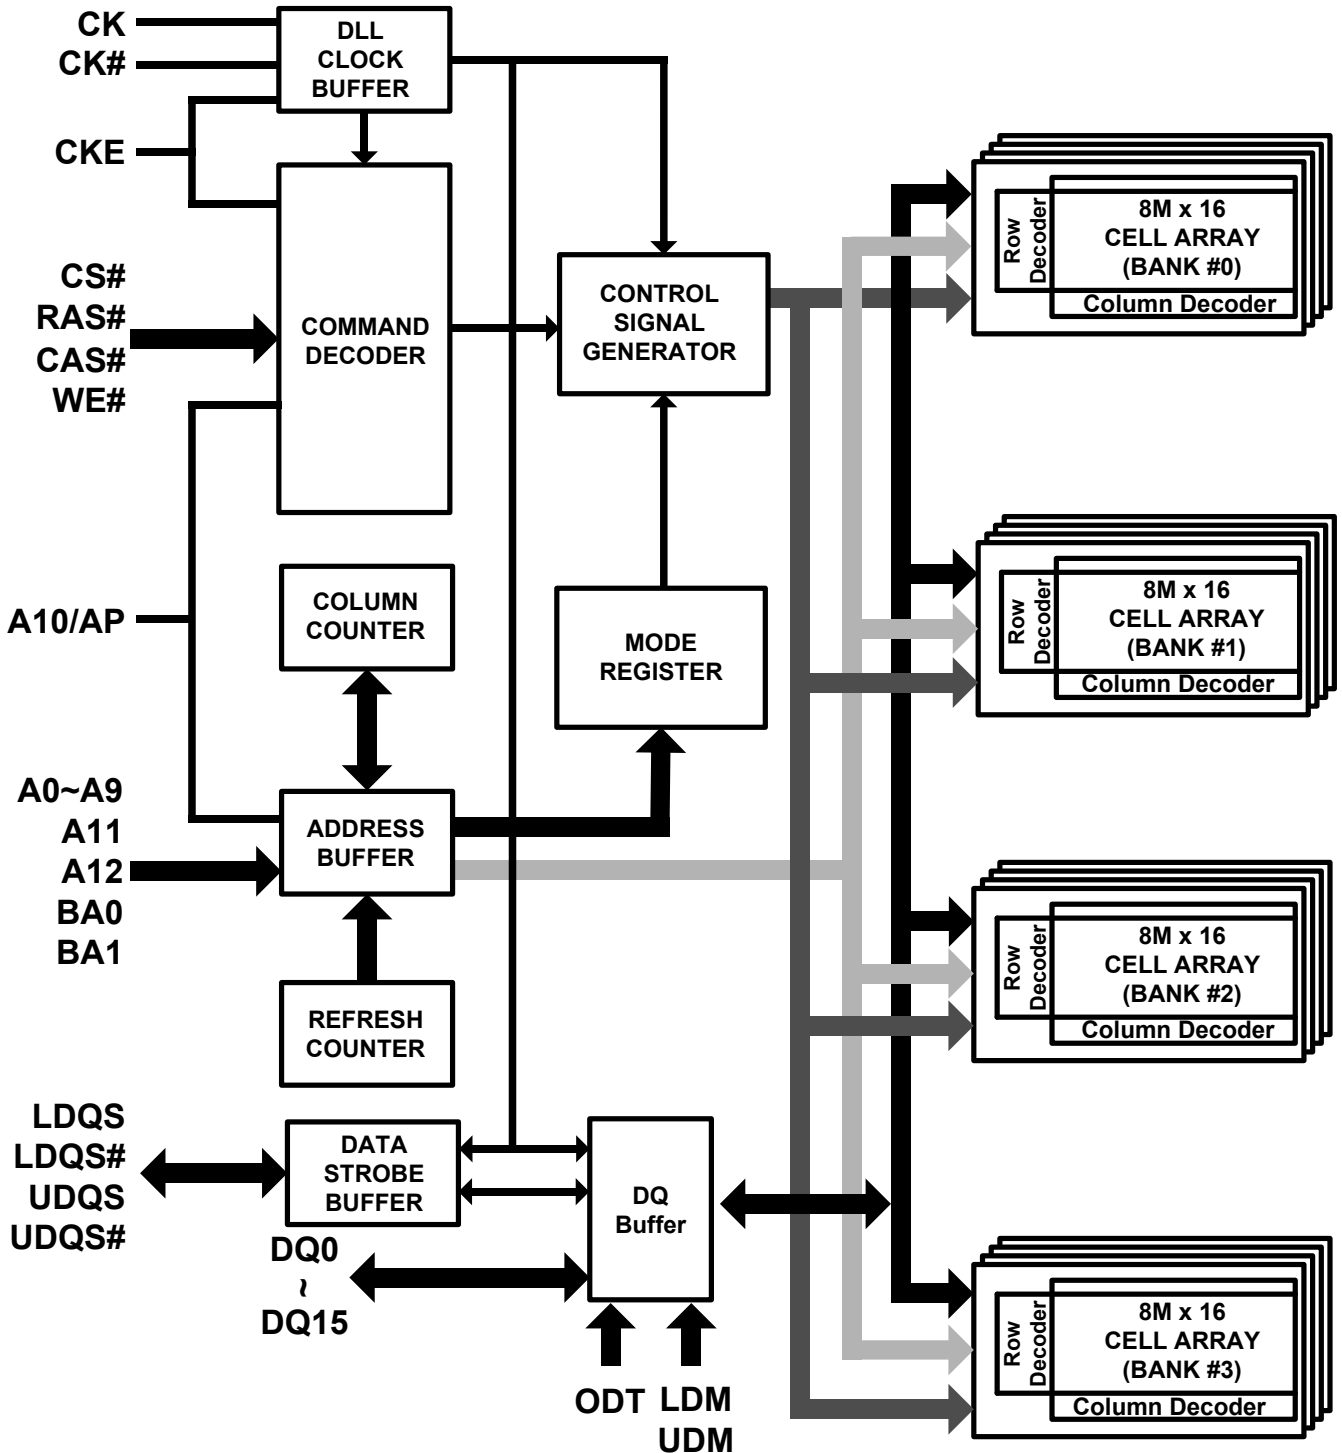 CK
CK#
CKE
CS#
RAS#
CAS#
WE#
A10/AP
A0~A9
A11
A12
BA0
BA1
LDQS
LDQS#
UDQS
UDQS#
DLL
CLOCK
BUFFER
COMMAND
DECODER
COLUMN
COUNTER
ADDRESS
BUFFER
REFRESH
COUNTER
DATA
STROBE
BUFFER
DQ0
~
DQ15
CONTROL
SIGNAL
GENERATOR
MODE
REGISTER
DQ
Buffer
ODT
LDM
UDM
Row
Decoder
8M x 16
CELL ARRAY
(BANK #0)
Column Decoder
Row
Decoder
8M x 16
CELL ARRAY
(BANK #1)
Column Decoder
Row
Decoder
8M x 16
CELL ARRAY
(BANK #2)
Column Decoder
Row
Decoder
8M x 16
CELL ARRAY
(BANK #3)
Column Decoder